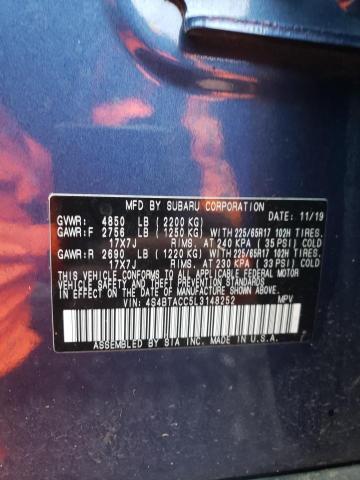 MFD BY SUBARU CORPORATION
GVWR: 4850 LB (2200 KG) DATE: 11/19
GAWR:F 2756 LB (1250 KG) WITH 225/65R17 102H TIRES.
17X7J RIMS. AT 240 KPA (35 PSI) COLD
GAWR:R 2690 LB (1220 KG) WITH 225/65R17 102H TIRES.
17X7J RIMS. AT 230 KPA (33 PSI) COLD
THIS VEHICLE CONFORMS TO ALL APPLICABLE FEDERAL
MOTOR VEHICLE SAFETY STANDARDS IN EFFECT ON THE
DATE OF MANUFACTURE SHOWN ABOVE.
VIN: 4S4BTACC5L3148252 MPV
ASSEMBLED BY SIA INC. MADE IN U.S.A.